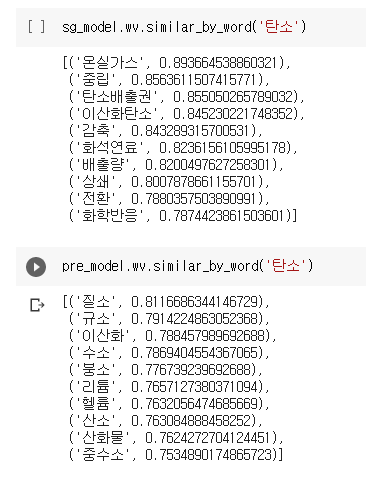 [ ] sg_model.wv.similar_by_word('탄소')
[('온실가스', 0.893664538860321),
('중립', 0.8563611507415771),
('탄소배출권', 0.855050265789032),
('이산화탄소', 0.845230221748352),
('감축', 0.843289315700531),
('화석연료', 0.8236156105995178),
('배출량', 0.8200497627258301),
('상쇄', 0.8007878661155701),
('전환', 0.7880357503890991),
('화학반응', 0.7874423861503601)]
pre_model.wv.similar_by_word('탄소')
[('질소', 0.8116686344146729),
('규소', 0.7914224863052368),
('이산화', 0.788457989692688),
('수소', 0.7869404554367065),
('붕소', 0.776739239692688),
('리튬', 0.7657127380371094),
('헬륨', 0.7632056474685669),
('산소', 0.763084888458252),
('산화물', 0.7624272704124451),
('중수소', 0.7534890174865723)]